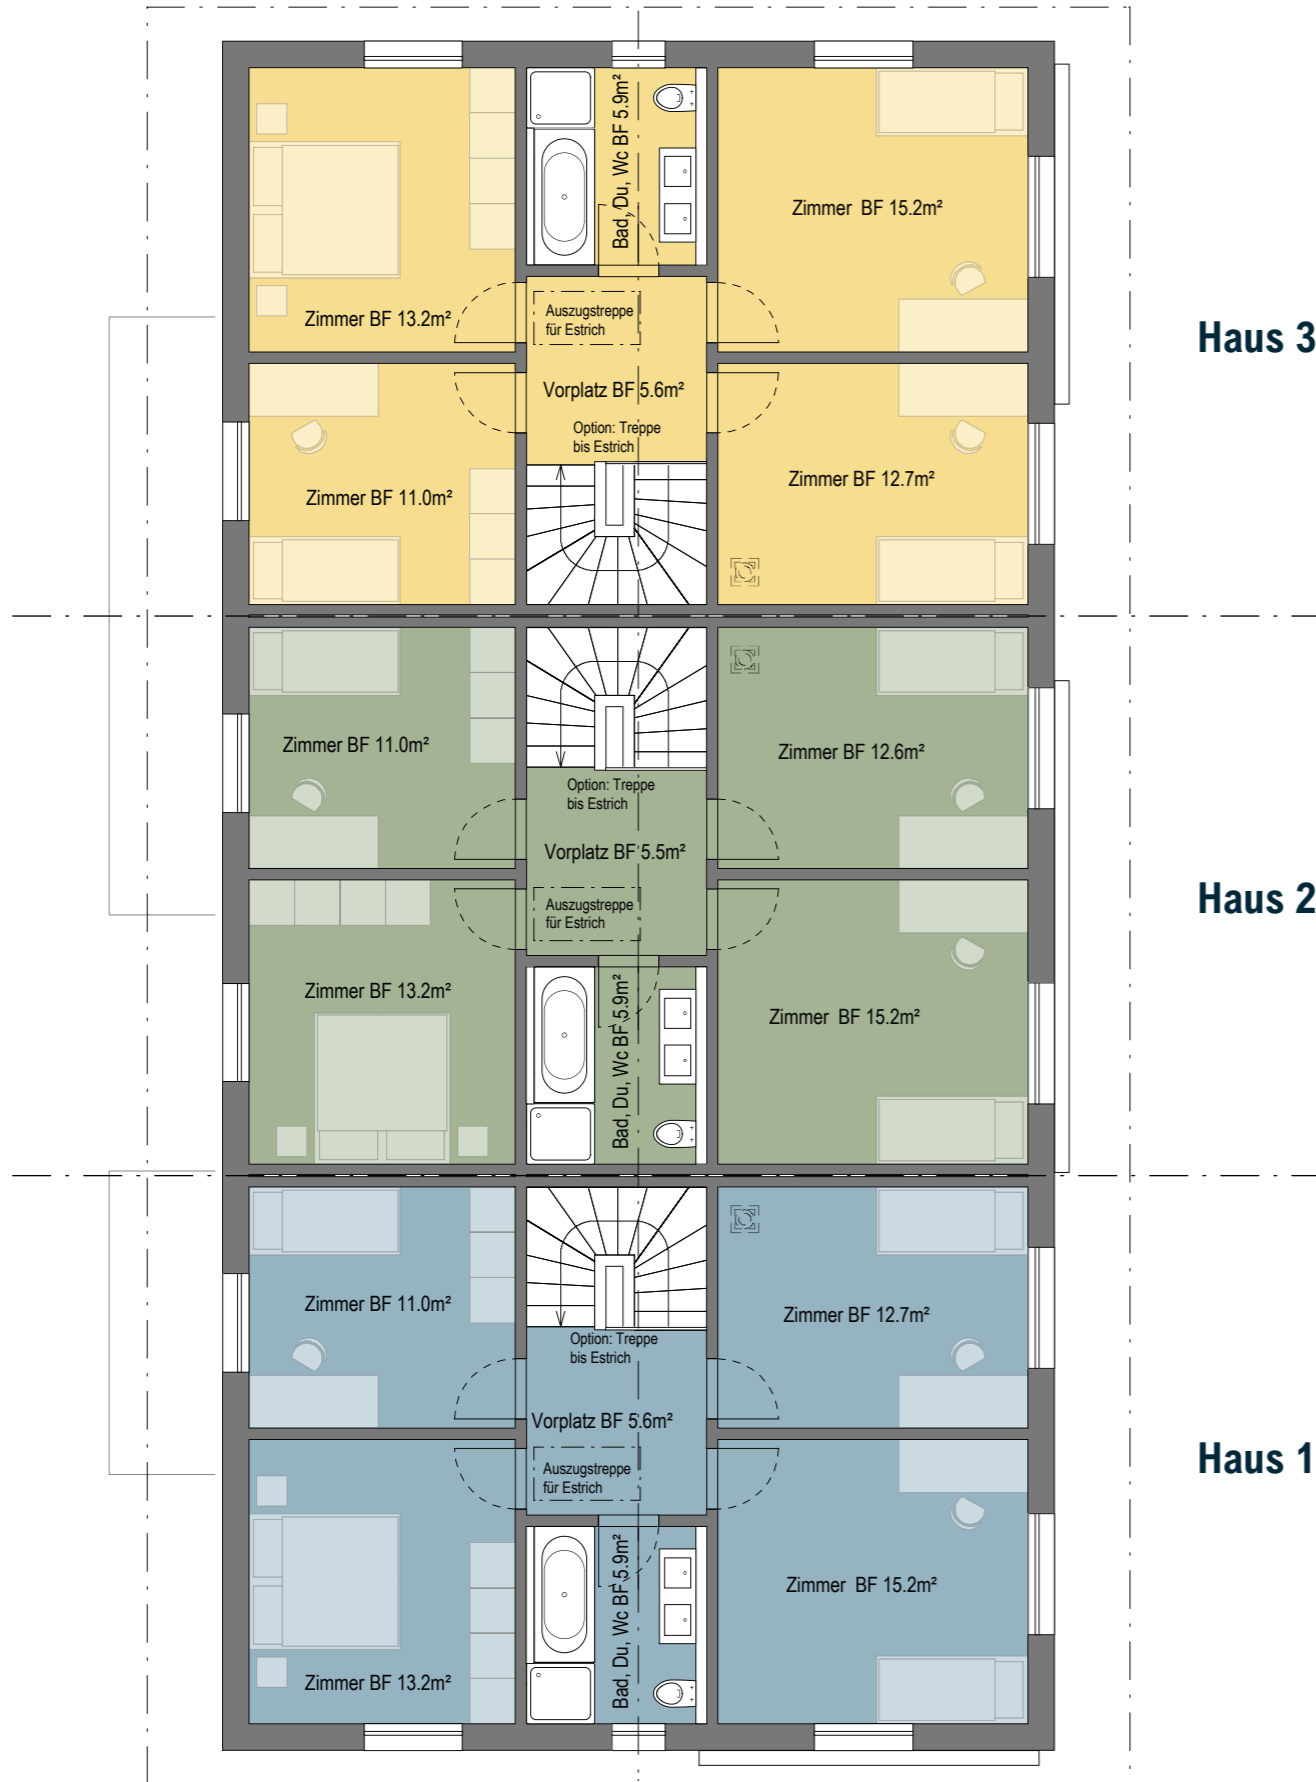 Bad, Du, Wc BF 5.9m²
Zimmer BF 15.2m²
Zimmer BF 13.2m²
Auszugstreppe
für Estrich
Haus 3
Vorplatz BF 5.6m²
Option: Treppe
bis Estrich
Zimmer BF 11.0m²
Zimmer BF 12.7m²
Zimmer BF 11.0m²
Zimmer BF 12.6m²
Option: Treppe
bis Estrich
Vorplatz BF 5.5m²
Auszugstreppe
für Estrich
Haus 2
Zimmer BF 13.2m²
Bad, Du, Wc BF 5.9m²
Zimmer BF 15.2m²
Zimmer BF 11.0m²
Zimmer BF 12.7m²
Option: Treppe
bis Estrich
Vorplatz BF 5.6m²
Auszugstreppe
für Estrich
Haus 1
Bad, Du, Wc BF 5.9m²
Zimmer BF 15.2m²
Zimmer BF 13.2m²